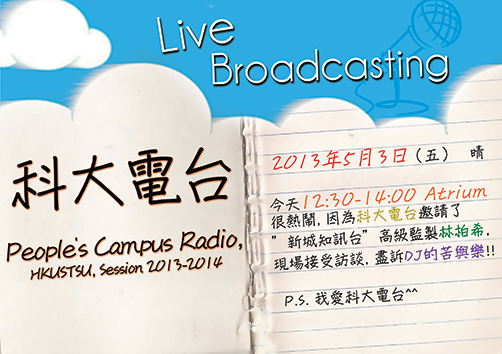 Live
Broadcasting
科大電台
People's Campus Radio,
HKUSTSU, Session 2013-2014
2013年5月3日（五） 晴
今天12:30-14:00 Atrium
很熱鬧, 因為科大電台邀請了
" 新城知訊台" 高級監製林柏希,
現場接受訪談, 盡訴DJ的苦與樂!!
P.S. 我愛科大電台^^